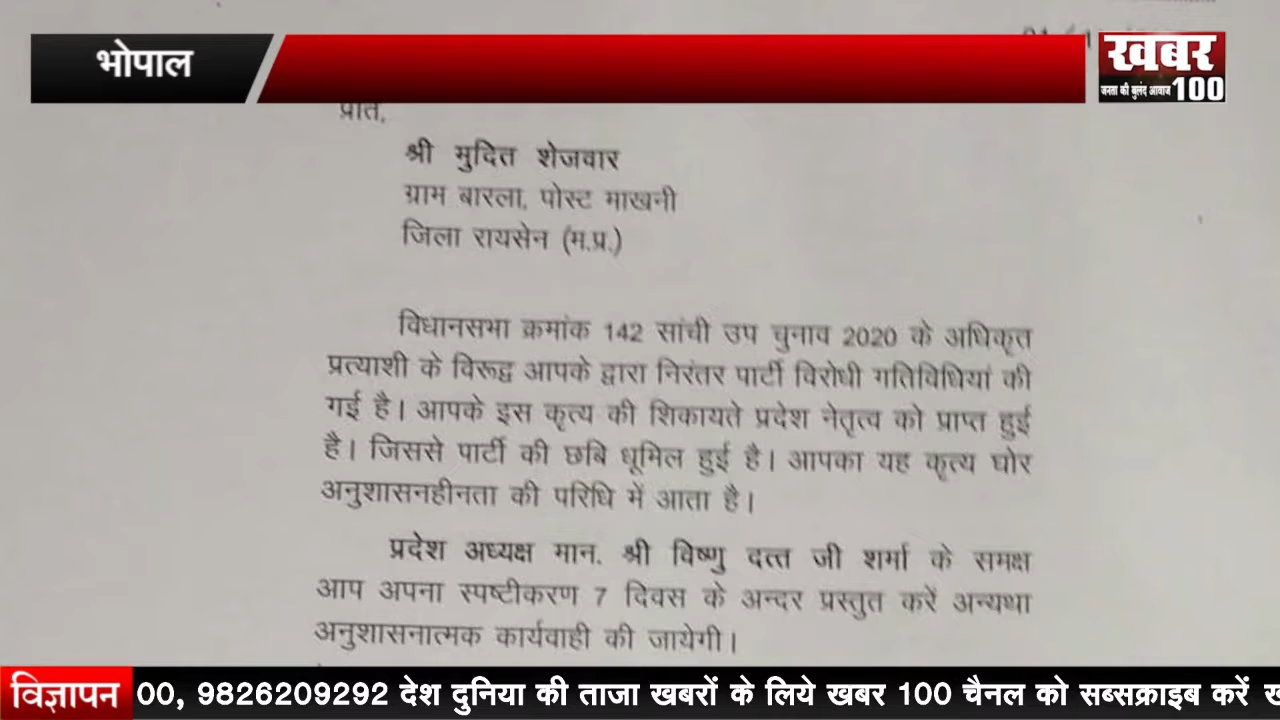 भोपाल
खबर
जनता की बुलंद आवाज 100
प्रति,
श्री मुदित शेजवार
ग्राम बारला, पोस्ट माखनी
जिला रायसेन (म.प्र.)
विधानसभा क्रमांक 142 सांची उप चुनाव 2020 के अधिकृत
प्रत्याशी के विरूद्व आपके द्वारा निरंतर पार्टी विरोधी गतिविधियां की
गई है। आपके इस कृत्य की शिकायते प्रदेश नेतृत्व को प्राप्त हुई
है। जिससे पार्टी की छबि धूमिल हुई है। आपका यह कृत्य घोर
अनुशासनहीनता की परिधि में आता है।
प्रदेश अध्यक्ष मान. श्री विष्णु दत्त जी शर्मा के समक्ष
आप अपना स्पष्टीकरण 7 दिवस के अन्दर प्रस्तुत करें अन्यथा
अनुशासनात्मक कार्यवाही की जायेगी।
विज्ञापन 00, 9826209292 देश दुनिया की ताजा खबरों के लिये खबर 100 चैनल को सब्सक्राइब करें